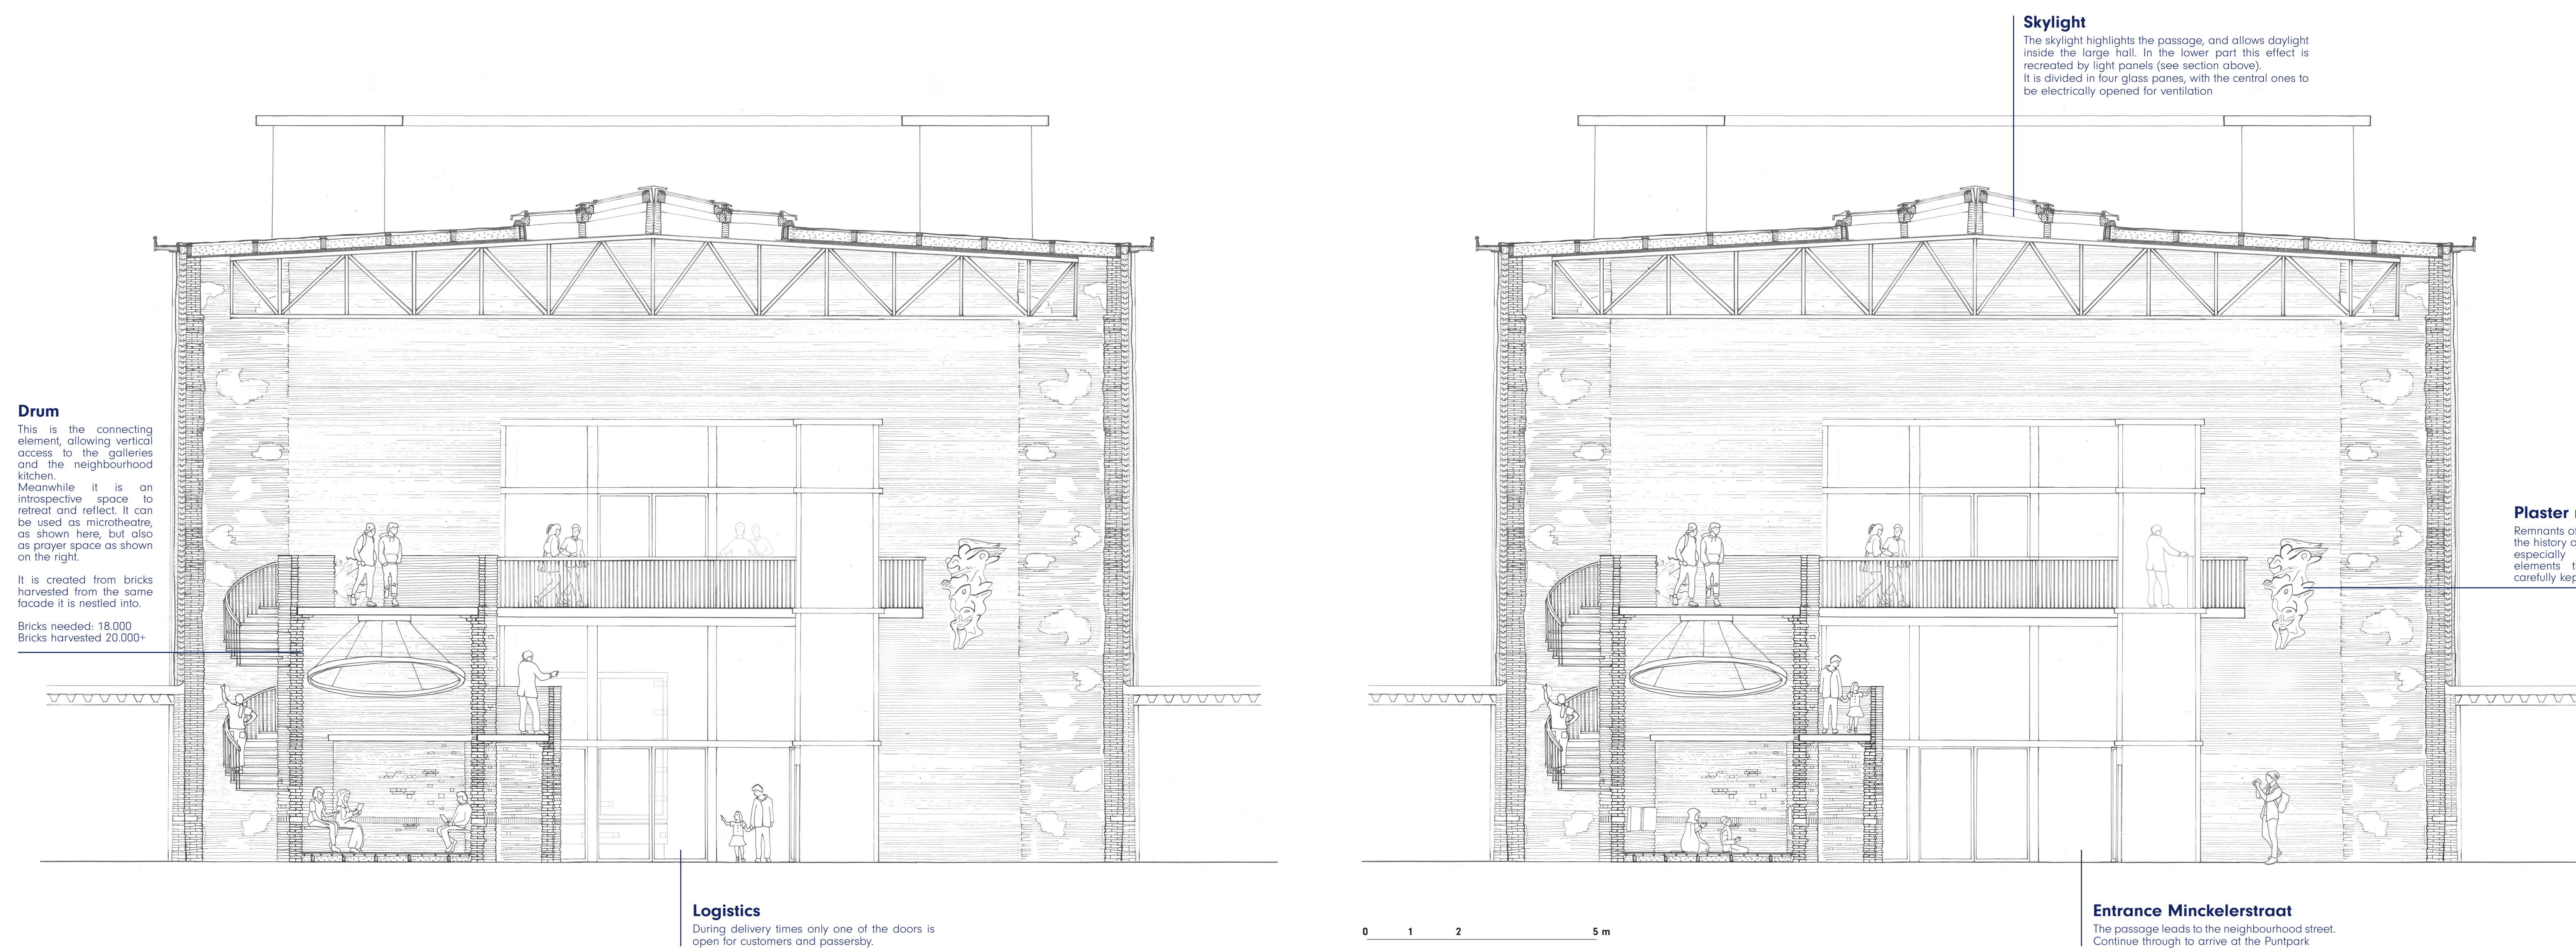 Skylight
The skylight highlights the passage, and allows daylight
inside the large hall. In the lower part this effect is
recreated by light panels (see section above).
It is divided in four glass panes, with the central ones to
be electrically opened for ventilation
Drum
This is the connecting
element, allowing vertical
access to the galleries
and the neighbourhood
kitchen.
Meanwhile it is an
introspective space to
retreat and reflect. It can
be used as microtheatre,
as shown here, but also
as prayer space as shown
on the right.
It is created from bricks
harvested from the same
facade it is nestled into.
Bricks needed: 18.000
Bricks harvested 20.000+
Plaster
Remnants
the history
especially
elements
carefully
Logistics
During delivery times only one of the doors is
open for customers and passersby.
0 1 2 5 m
Entrance Minckelerstraat
The passage leads to the neighbourhood street.
Continue through to arrive at the Puntpark